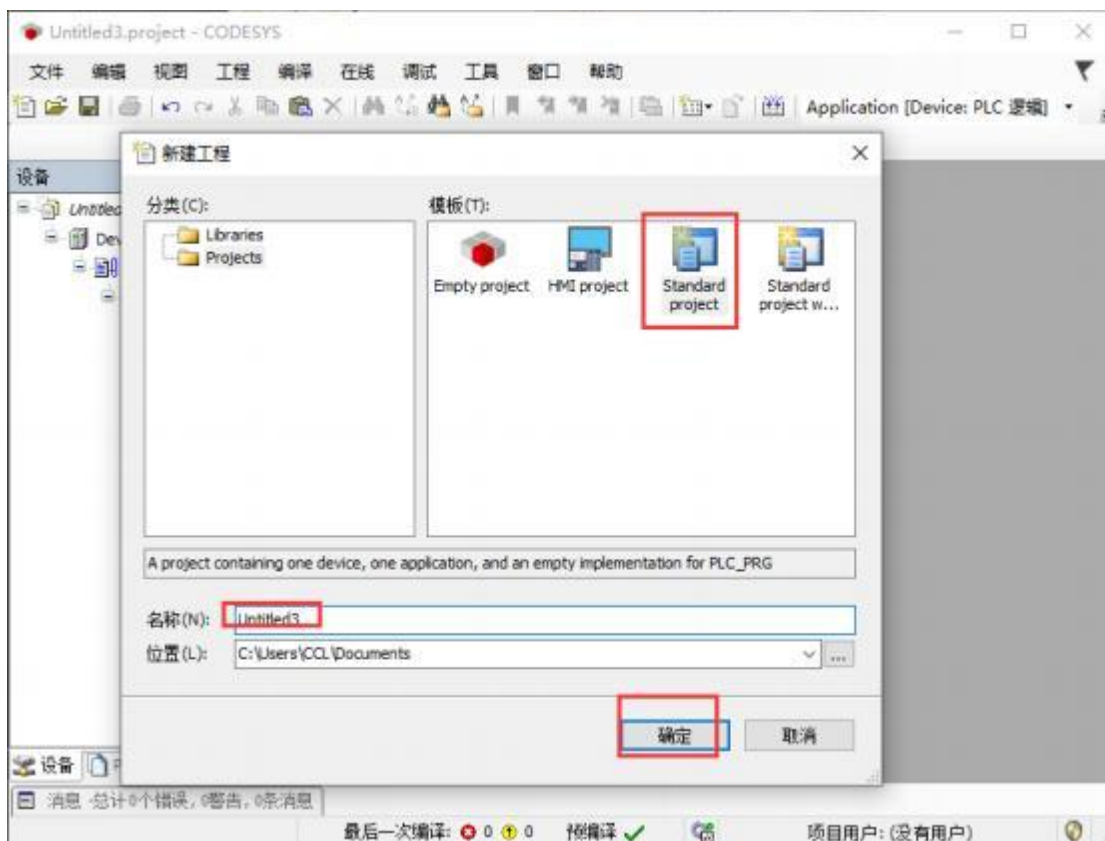 Untitled3.project - CODESYS
文件 编辑 视图 工程 编译 在线 调试 工具 窗口 帮助
Application [Device: PLC 逻辑]
新建工程
设备
分类(C):
模板(T):
Libraries
Projects
Empty project
HMI project
Standard
project
Standard
project w...
A project containing one device, one application, and an empty implementation for PLC_PRG
名称(N): Untitled3
位置(L): C:\Users\CCL\Documents
...
确定 取消
设备
消息 -总计0个错误,0警告,0条消息
最后一次编译: 0 0 预编译 项目用户: (没有用户)